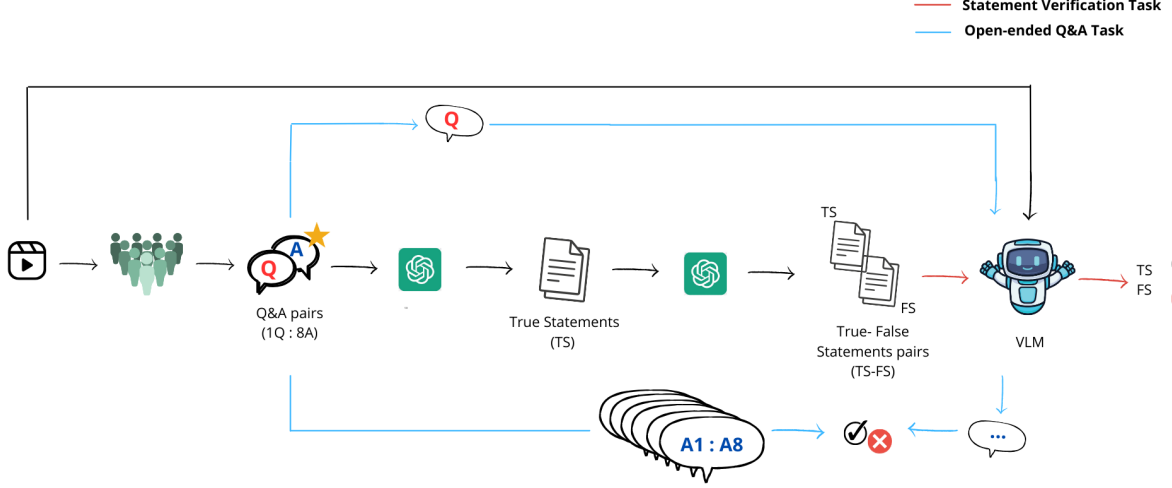 Statement Verification Task
Open-ended Q&A Task
Q
TS
A
Q
TS
FS
FS
Q&A pairs
(1Q : 8A)
True Statements
(TS)
True- False
Statements pairs
(TS-FS)
VLM
A1 : A8
...